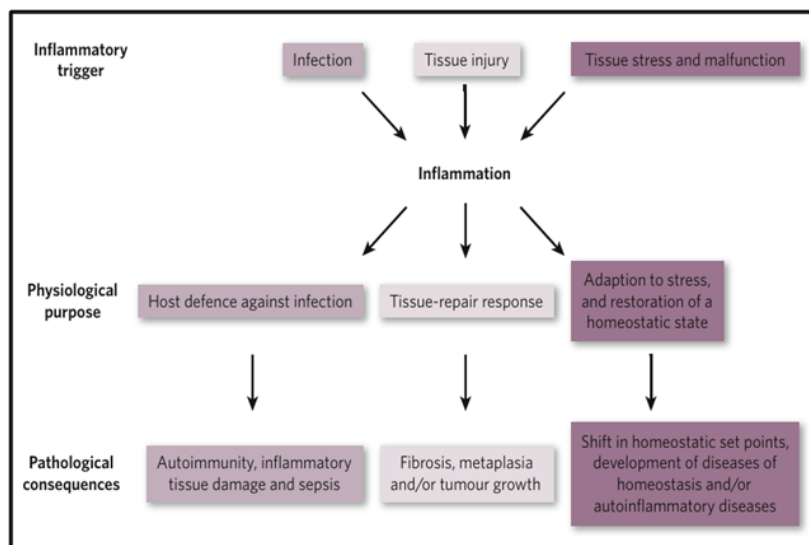 Inflammatory
trigger
Infection
Tissue injury
Tissue stress and malfunction
Inflammation
Physiological
purpose
Host defence against infection
Tissue-repair response
Adaption to stress,
and restoration of a
homeostatic state
Pathological
consequences
Autoimmunity, inflammatory
tissue damage and sepsis
Fibrosis, metaplasia
and/or tumour growth
Shift in homeostatic set points,
development of diseases of
homeostasis and/or
autoinflammatory diseases